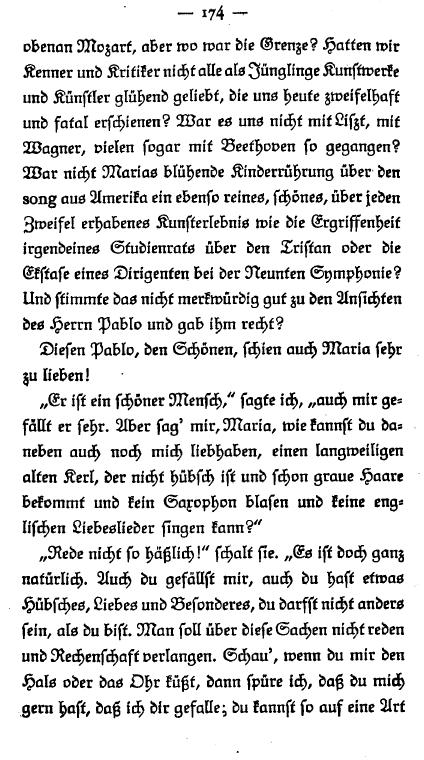 — 174 —
obenan Mozart, aber wo war die Grenze? Hatten wir
Kenner und Kritiker nicht alle als Jünglinge Kunstwerke
und Künstler glühend geliebt, die uns heute zweifelhaft
und fatal erschienen? War es uns nicht mit Liszt, mit
Wagner, vielen sogar mit Beethoven so gegangen?
War nicht Marias blühende Kinderrührung über den
song aus Amerika ein ebenso reines, schönes, über jeden
Zweifel erhabenes Kunsterlebnis wie die Ergriffenheit
irgendeines Studienrats über den Tristan oder die
Ekstase eines Dirigenten bei der Neunten Symphonie?
Und stimmte das nicht merkwürdig gut zu den Ansichten
des Herrn Pablo und gab ihm recht?
Diesen Pablo, den Schönen, schien auch Maria sehr
zu lieben!
„Er ist ein schöner Mensch,“ sagte ich, „auch mir ge-
fällt er sehr. Aber sag’ mir, Maria, wie kannst du da-
neben auch noch mich liebhaben, einen langweiligen
alten Kerl, der nicht hübsch ist und schon graue Haare
bekommt und kein Saxophon blasen und keine eng-
lischen Liebeslieder singen kann?“
„Rede nicht so häßlich!“ schalt sie. „Es ist doch ganz
natürlich. Auch du gefällst mir, auch du hast etwas
Hübsches, Liebes und Besonderes, du darfst nicht anders
sein, als du bist. Man soll über diese Sachen nicht reden
und Rechenschaft verlangen. Schau’, wenn du mir den
Hals oder das Ohr küßt, dann spüre ich, daß du mich
gern hast, daß ich dir gefalle; du kannst so auf eine Art